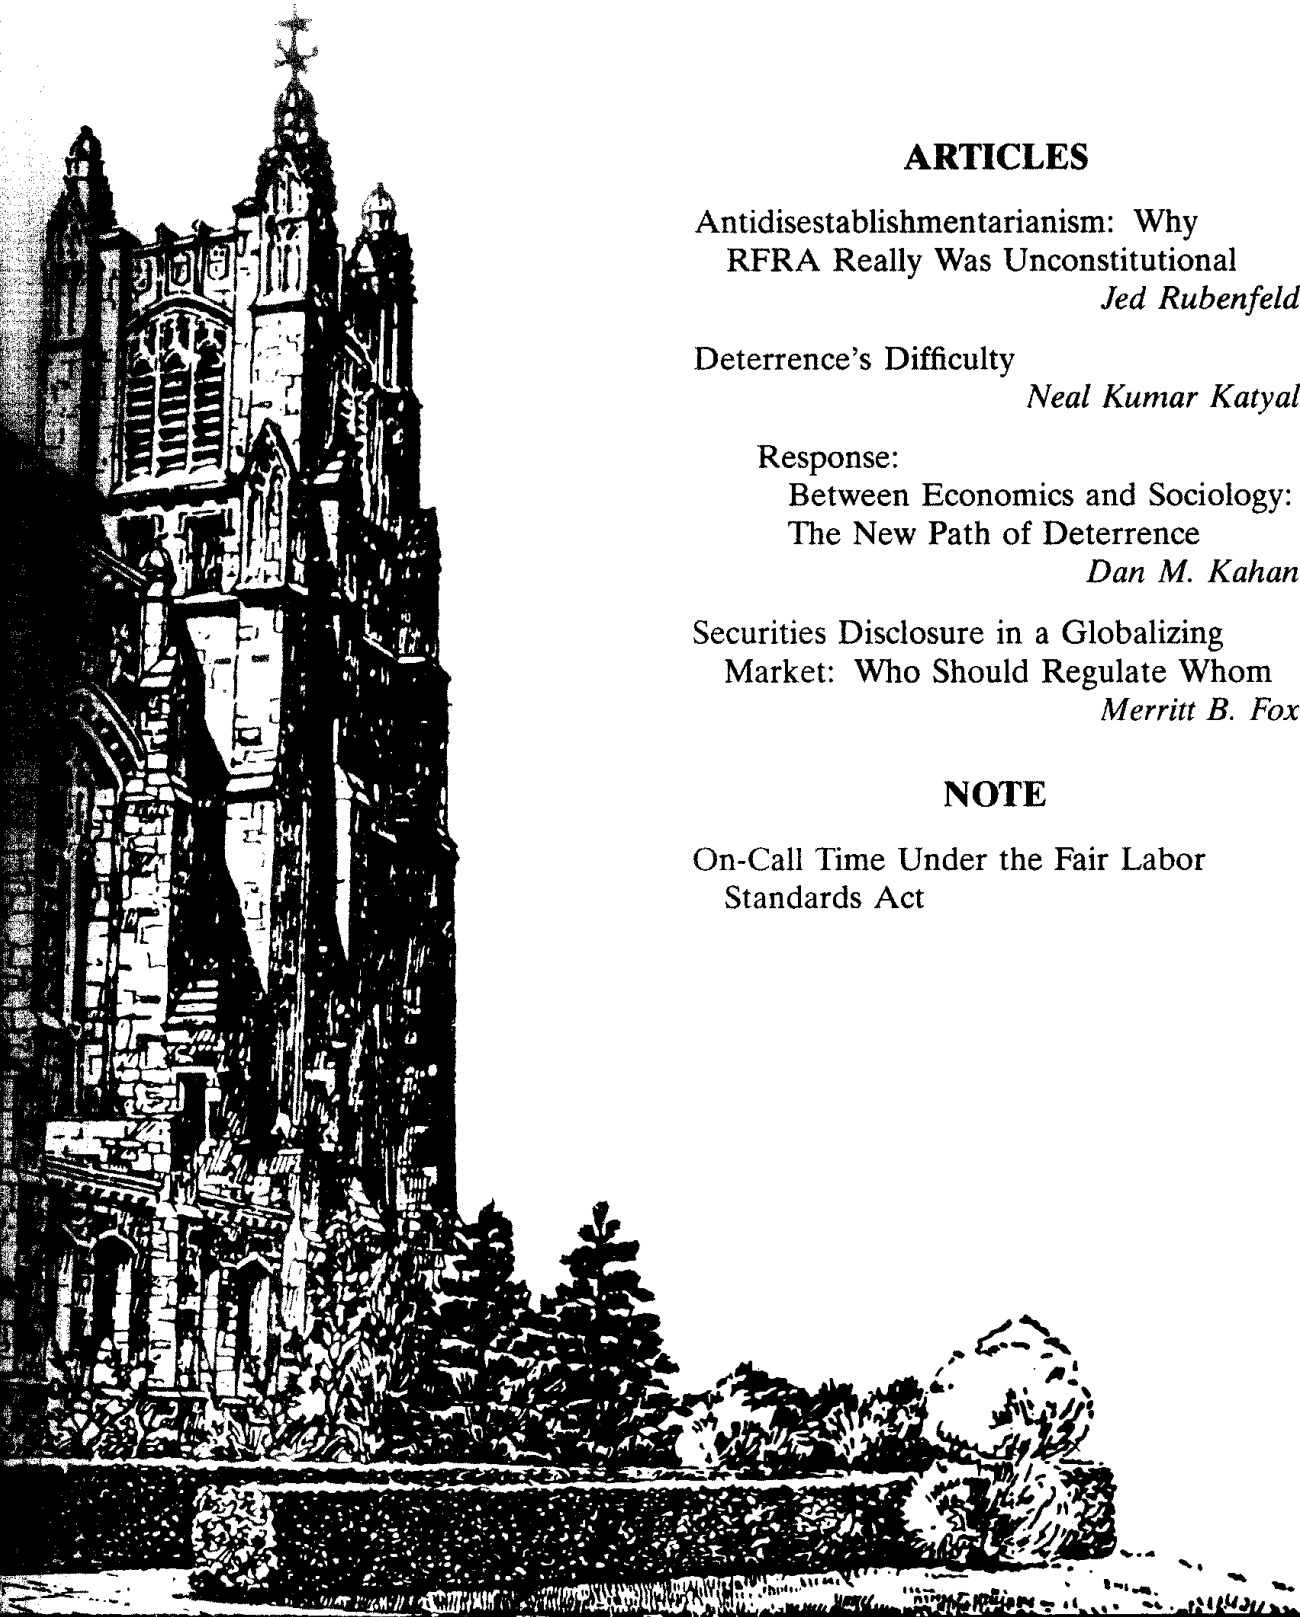 ARTICLES
Antidisestablishmentarianism: Why
RFRA Really Was Unconstitutional
Jed Rubenfeld
Deterrence's Difficulty
Neal Kumar Katyal
Response:
Between Economics and Sociology:
The New Path of Deterrence
Dan M. Kahan
Securities Disclosure in a Globalizing
Market: Who Should Regulate Whom
Merritt B. Fox
NOTE
On-Call Time Under the Fair Labor
Standards Act